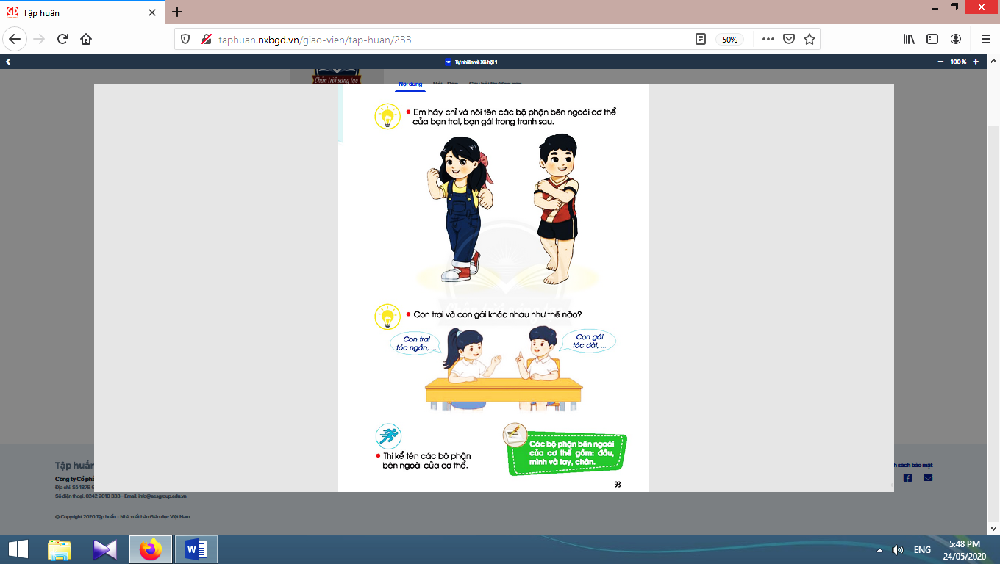 Tập huấn
taphuan.nxbgd.vn/giao-vien/tap-huan/233
50%
Tự nhiên và Xã hội 1
100 %
Chân trời sáng tạo
Nội dung
Em hãy chỉ và nói tên các bộ phận bên ngoài cơ thể
của bạn trai, bạn gái trong tranh sau.
Con trai và con gái khác nhau như thế nào?
Con trai
tóc ngắn, ...
Con gái
tóc dài, ...
Thi kể tên các bộ phận
bên ngoài của cơ thể.
Các bộ phận bên ngoài
của cơ thể gồm: đầu,
mình và tay, chân.
93
Tập huấn
Công ty Cổ phầ
Địa chỉ: Số 187B G
Số điện thoại: 0242 2610 333 - Email: info@aesgroup.edu.vn
h sách bảo mật
© Copyright 2020 Tập huấn - Nhà xuất bản Giáo dục Việt Nam
ENG
5:48 PM
24/05/2020